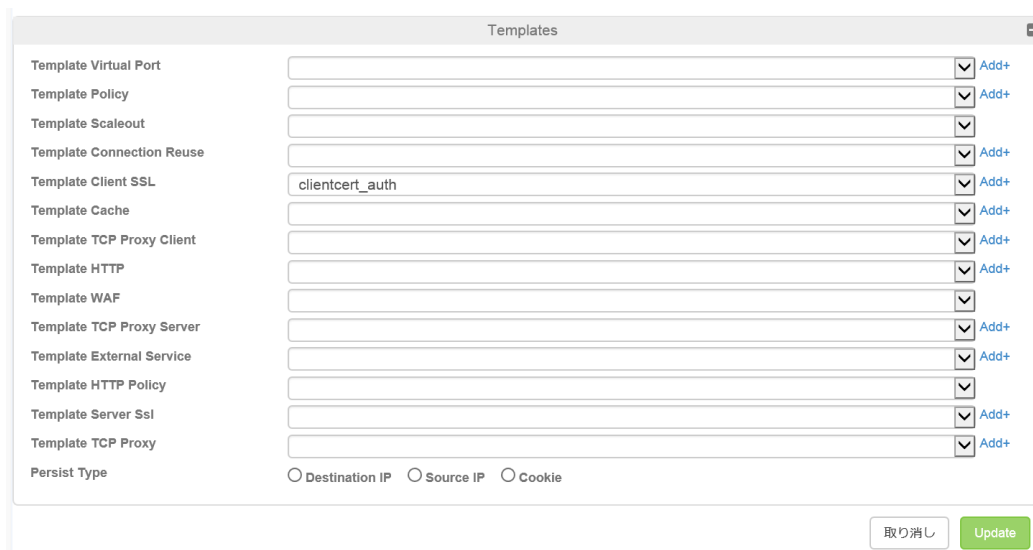 Templates
Template Virtual Port Add+
Template Policy Add+
Template Scaleout
Template Connection Reuse Add+
Template Client SSL clientcert_auth Add+
Template Cache Add+
Template TCP Proxy Client Add+
Template HTTP Add+
Template WAF
Template TCP Proxy Server Add+
Template External Service Add+
Template HTTP Policy
Template Server Ssl Add+
Template TCP Proxy Add+
Persist Type Destination IP Source IP Cookie
取り消し Update